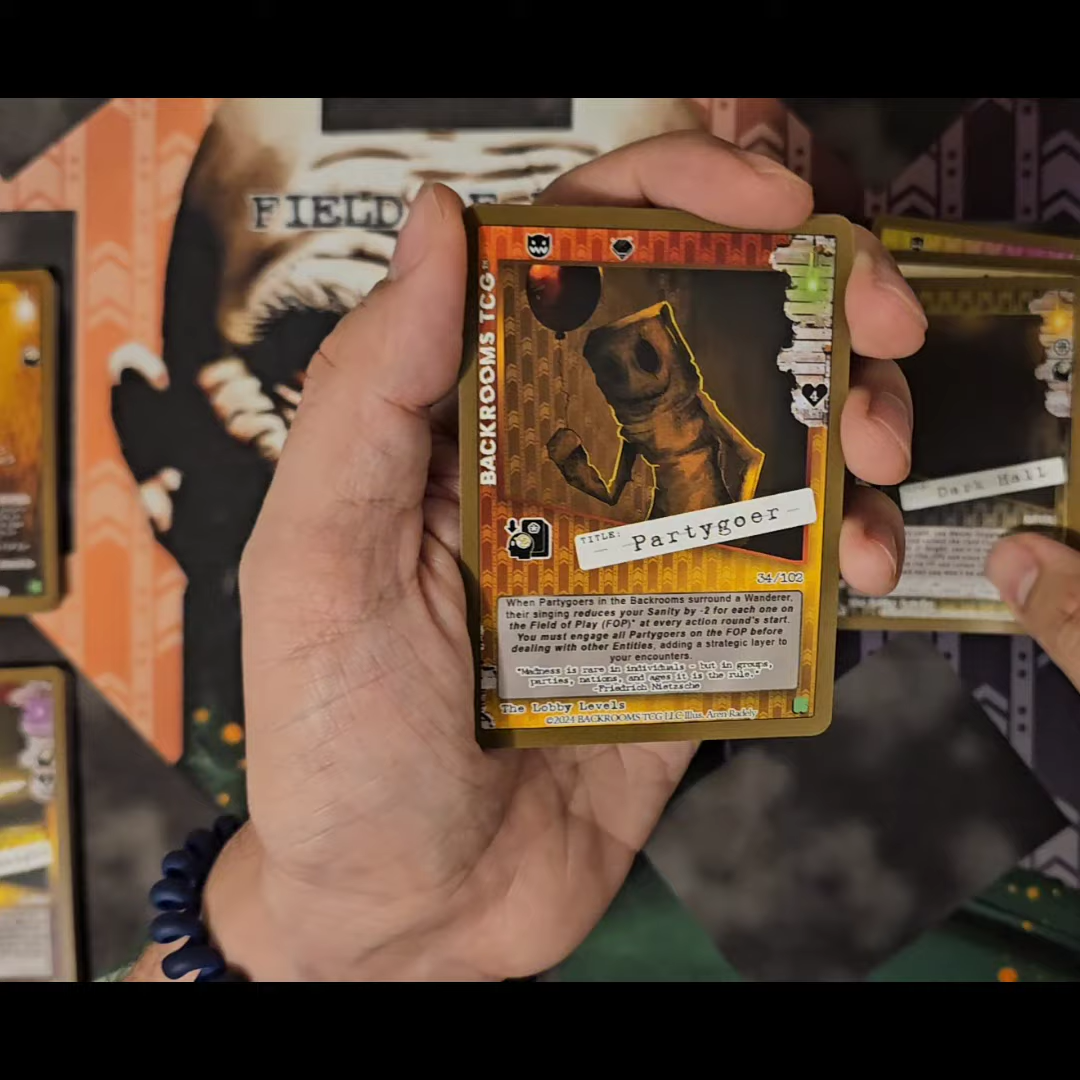 FIELD
BACKROOMS TCG
4
TITLE:
Partygoer
34/102
When Partygoers in the Backrooms surround a Wanderer,
their singing reduces your Sanity by -2 for each one on
the Field of Play (FOP)* at every action round's start.
You must engage all Partygoers on the FOP before
dealing with other Entities, adding a strategic layer to
your encounters.
"Madness is rare in individuals - but in groups,
parties, nations, and ages it is the rule."
-Friedrich Nietzsche
The Lobby Levels
©2024 BACKROOMS TCG LLC Illus. Aren Radely
Dark Hall